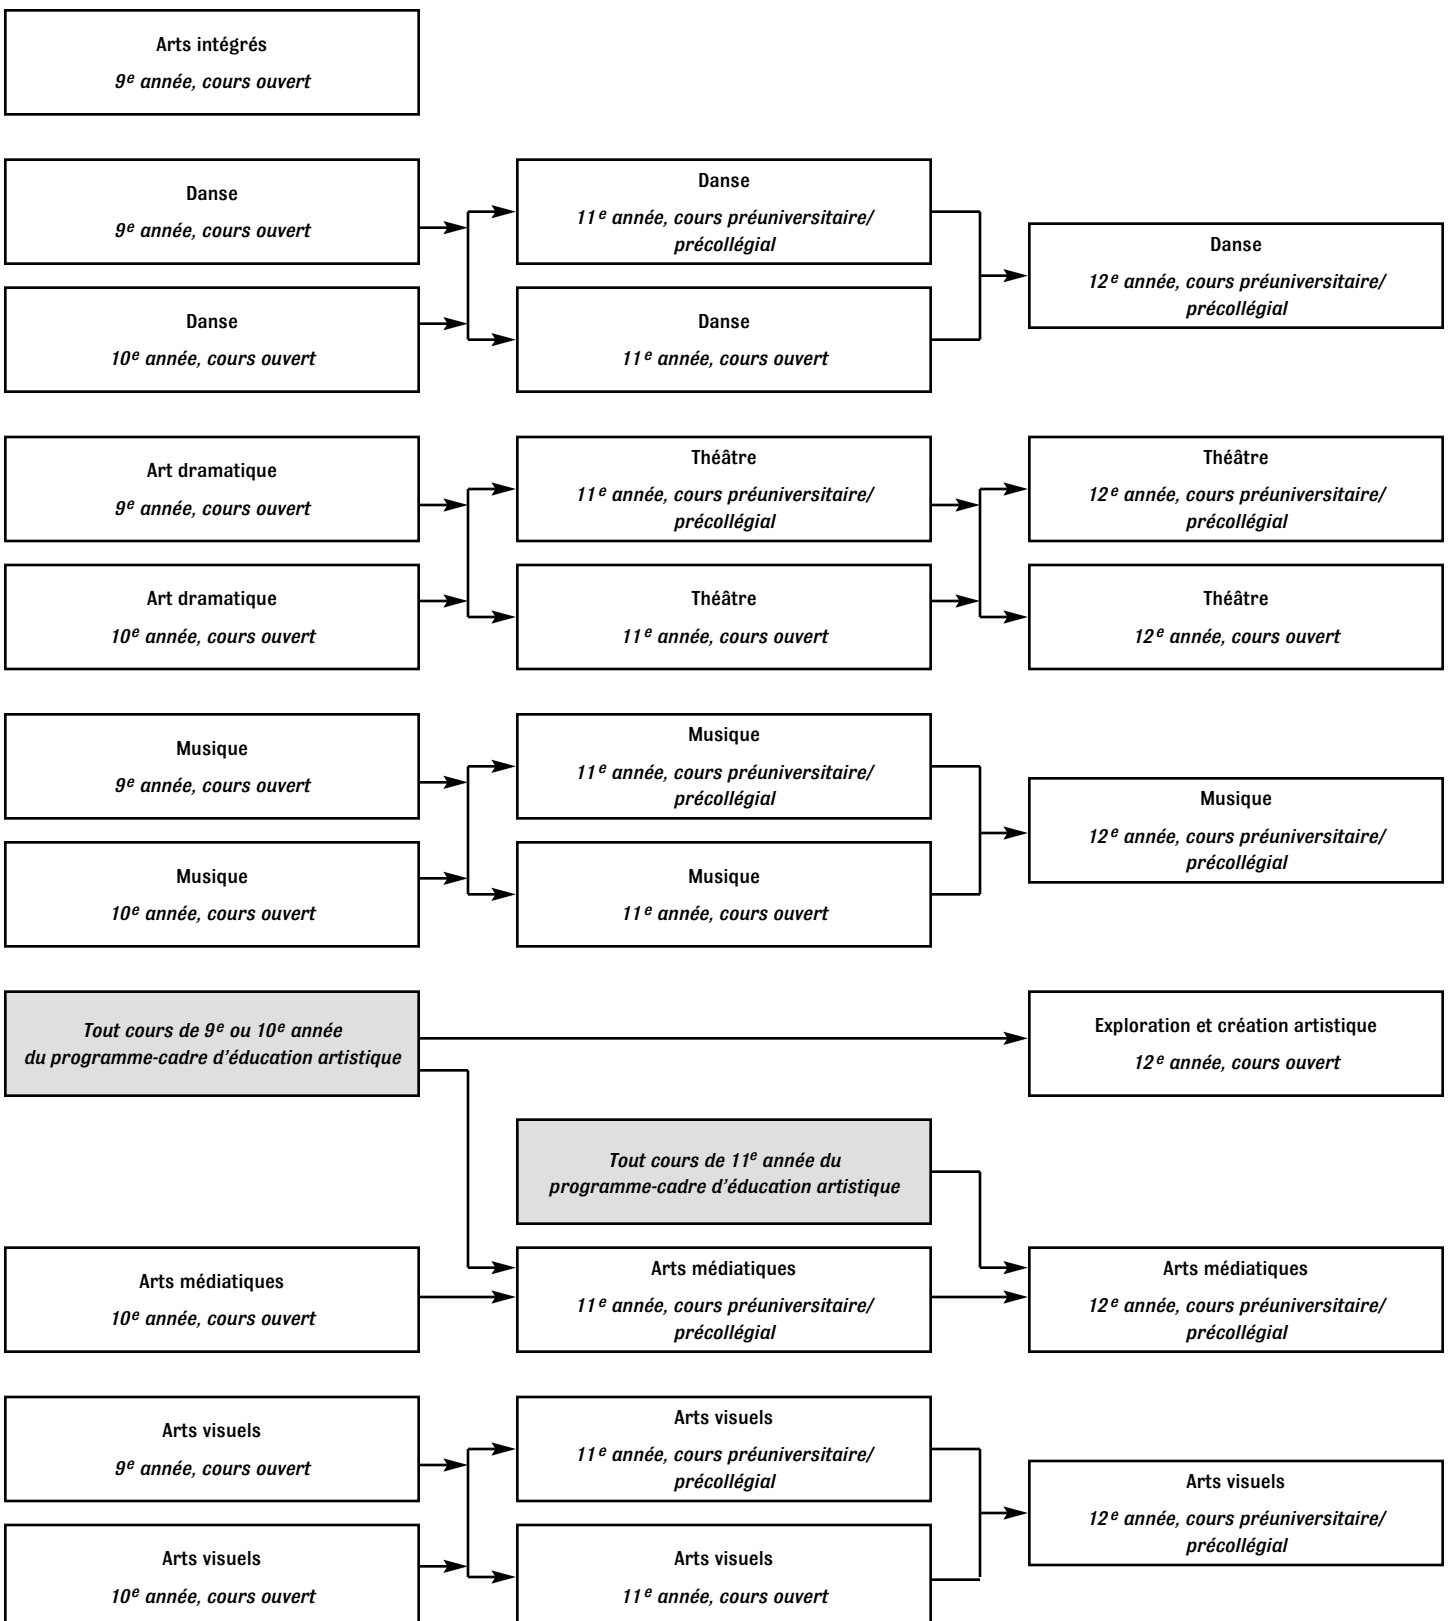 Arts intégrés
9e année, cours ouvert
Danse
9e année, cours ouvert
Danse
11e année, cours préuniversitaire/
précollégial
Danse
12e année, cours préuniversitaire/
précollégial
Danse
10e année, cours ouvert
Danse
11e année, cours ouvert
Art dramatique
9e année, cours ouvert
Théâtre
11e année, cours préuniversitaire/
précollégial
Théâtre
12e année, cours préuniversitaire/
précollégial
Art dramatique
10e année, cours ouvert
Théâtre
11e année, cours ouvert
Théâtre
12e année, cours ouvert
Musique
9e année, cours ouvert
Musique
11e année, cours préuniversitaire/
précollégial
Musique
12e année, cours préuniversitaire/
précollégial
Musique
10e année, cours ouvert
Musique
11e année, cours ouvert
Tout cours de 9e ou 10e année
du programme-cadre d'éducation artistique
Exploration et création artistique
12e année, cours ouvert
Tout cours de 11e année du
programme-cadre d'éducation artistique
Arts médiatiques
10e année, cours ouvert
Arts médiatiques
11e année, cours préuniversitaire/
précollégial
Arts médiatiques
12e année, cours préuniversitaire/
précollégial
Arts visuels
9e année, cours ouvert
Arts visuels
11e année, cours préuniversitaire/
précollégial
Arts visuels
12e année, cours préuniversitaire/
précollégial
Arts visuels
10e année, cours ouvert
Arts visuels
11e année, cours ouvert